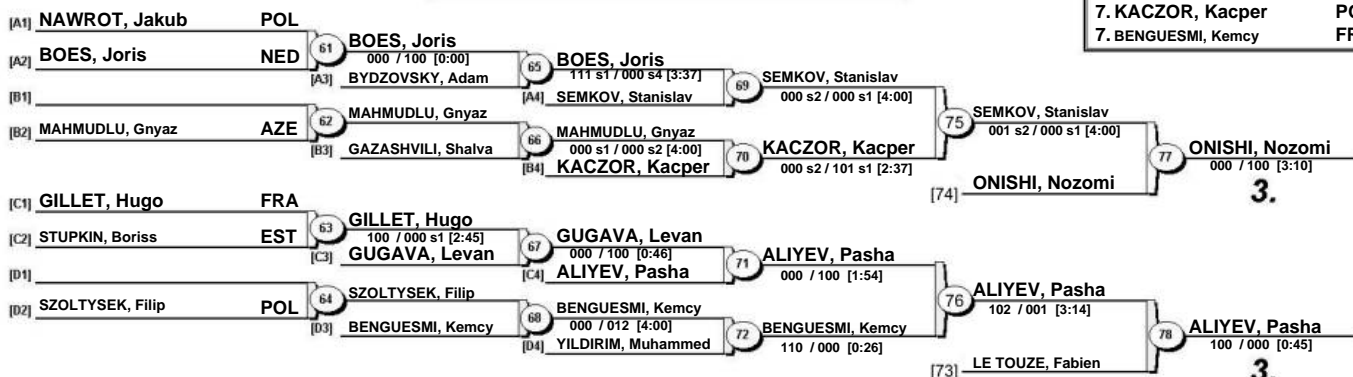 7. KACZOR, Kacper
7. BENGUESMI, Kemcy
[A1] NAWROT, Jakub POL
[A2] BOES, Joris NED
61
BOES, Joris
000 / 100 [0:00]
[A3] BYDZOVSKY, Adam
65
BOES, Joris
111 s1 / 000 s4 [3:37]
[A4] SEMKOV, Stanislav
69
SEMKOV, Stanislav
000 s2 / 000 s1 [4:00]
[B1]
[B2] MAHMUDLU, Gnyaz AZE
62
MAHMUDLU, Gnyaz
[B3] GAZASHVILI, Shalva
66
MAHMUDLU, Gnyaz
000 s1 / 000 s2 [4:00]
[B4] KACZOR, Kacper
70
KACZOR, Kacper
000 s2 / 101 s1 [2:37]
75
SEMKOV, Stanislav
001 s2 / 000 s1 [4:00]
[74] ONISHI, Nozomi
77
ONISHI, Nozomi
000 / 100 [3:10]
3.
[C1] GILLET, Hugo FRA
[C2] STUPKIN, Boriss EST
63
GILLET, Hugo
100 / 000 s1 [2:45]
[C3] GUGAVA, Levan
67
GUGAVA, Levan
000 / 100 [0:46]
[C4] ALIYEV, Pasha
71
ALIYEV, Pasha
000 / 100 [1:54]
[D1]
[D2] SZOLTYSEK, Filip POL
64
SZOLTYSEK, Filip
[D3] BENGUESMI, Kemcy
68
BENGUESMI, Kemcy
000 / 012 [4:00]
[D4] YILDIRIM, Muhammed
72
BENGUESMI, Kemcy
110 / 000 [0:26]
76
ALIYEV, Pasha
102 / 001 [3:14]
[73] LE TOUZE, Fabien
78
ALIYEV, Pasha
100 / 000 [0:45]
3.